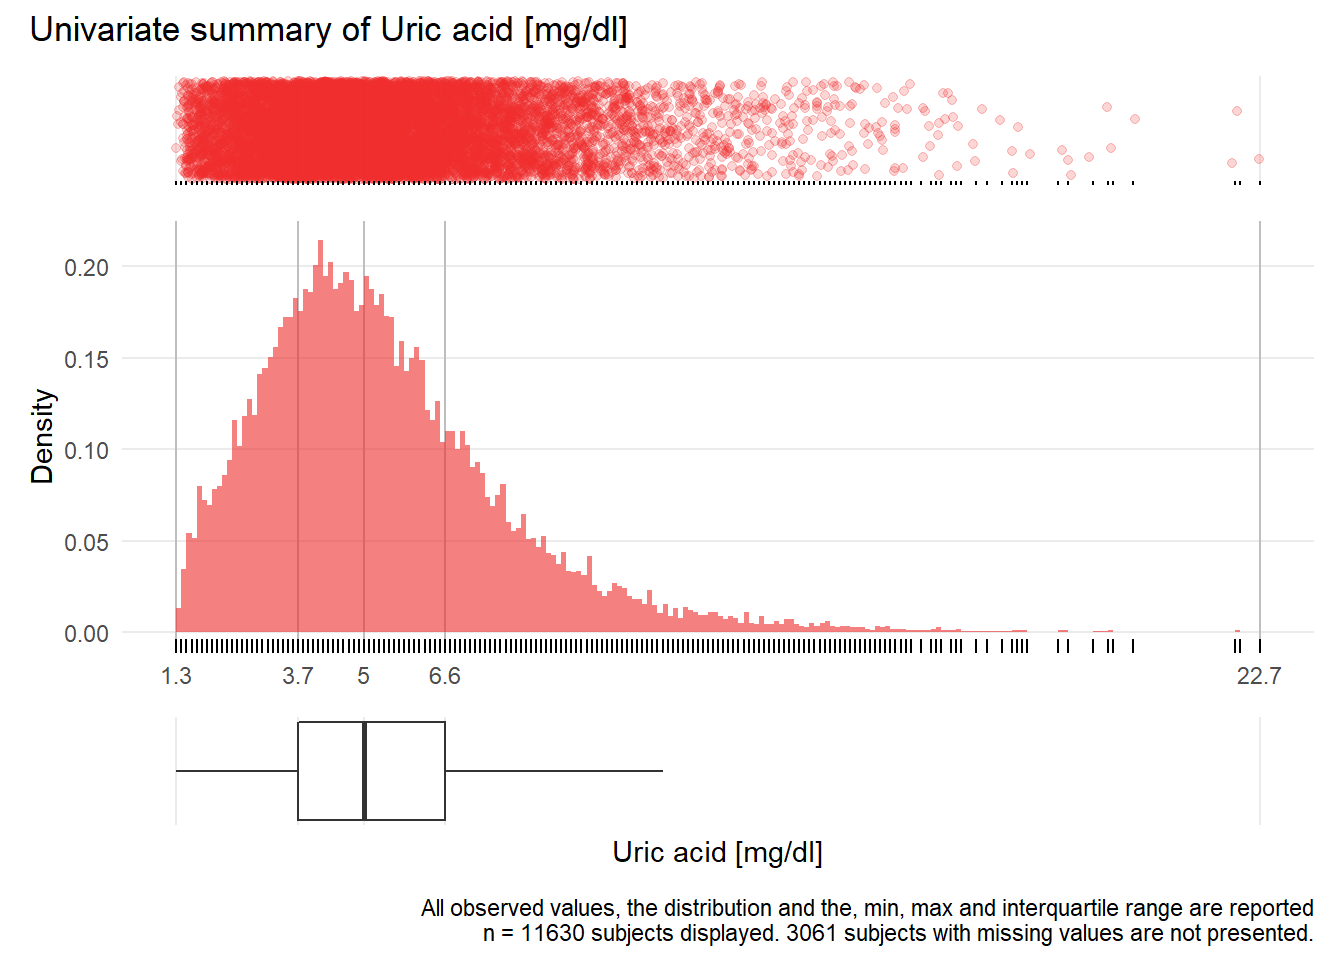 Univariate summary of Uric acid [mg/dl]
Density
0.20
0.15
0.10
0.05
0.00
1.3 3.7 5 6.6 22.7
Uric acid [mg/dl]
All observed values, the distribution and the, min, max and interquartile range are reported
n = 11630 subjects displayed. 3061 subjects with missing values are not presented.